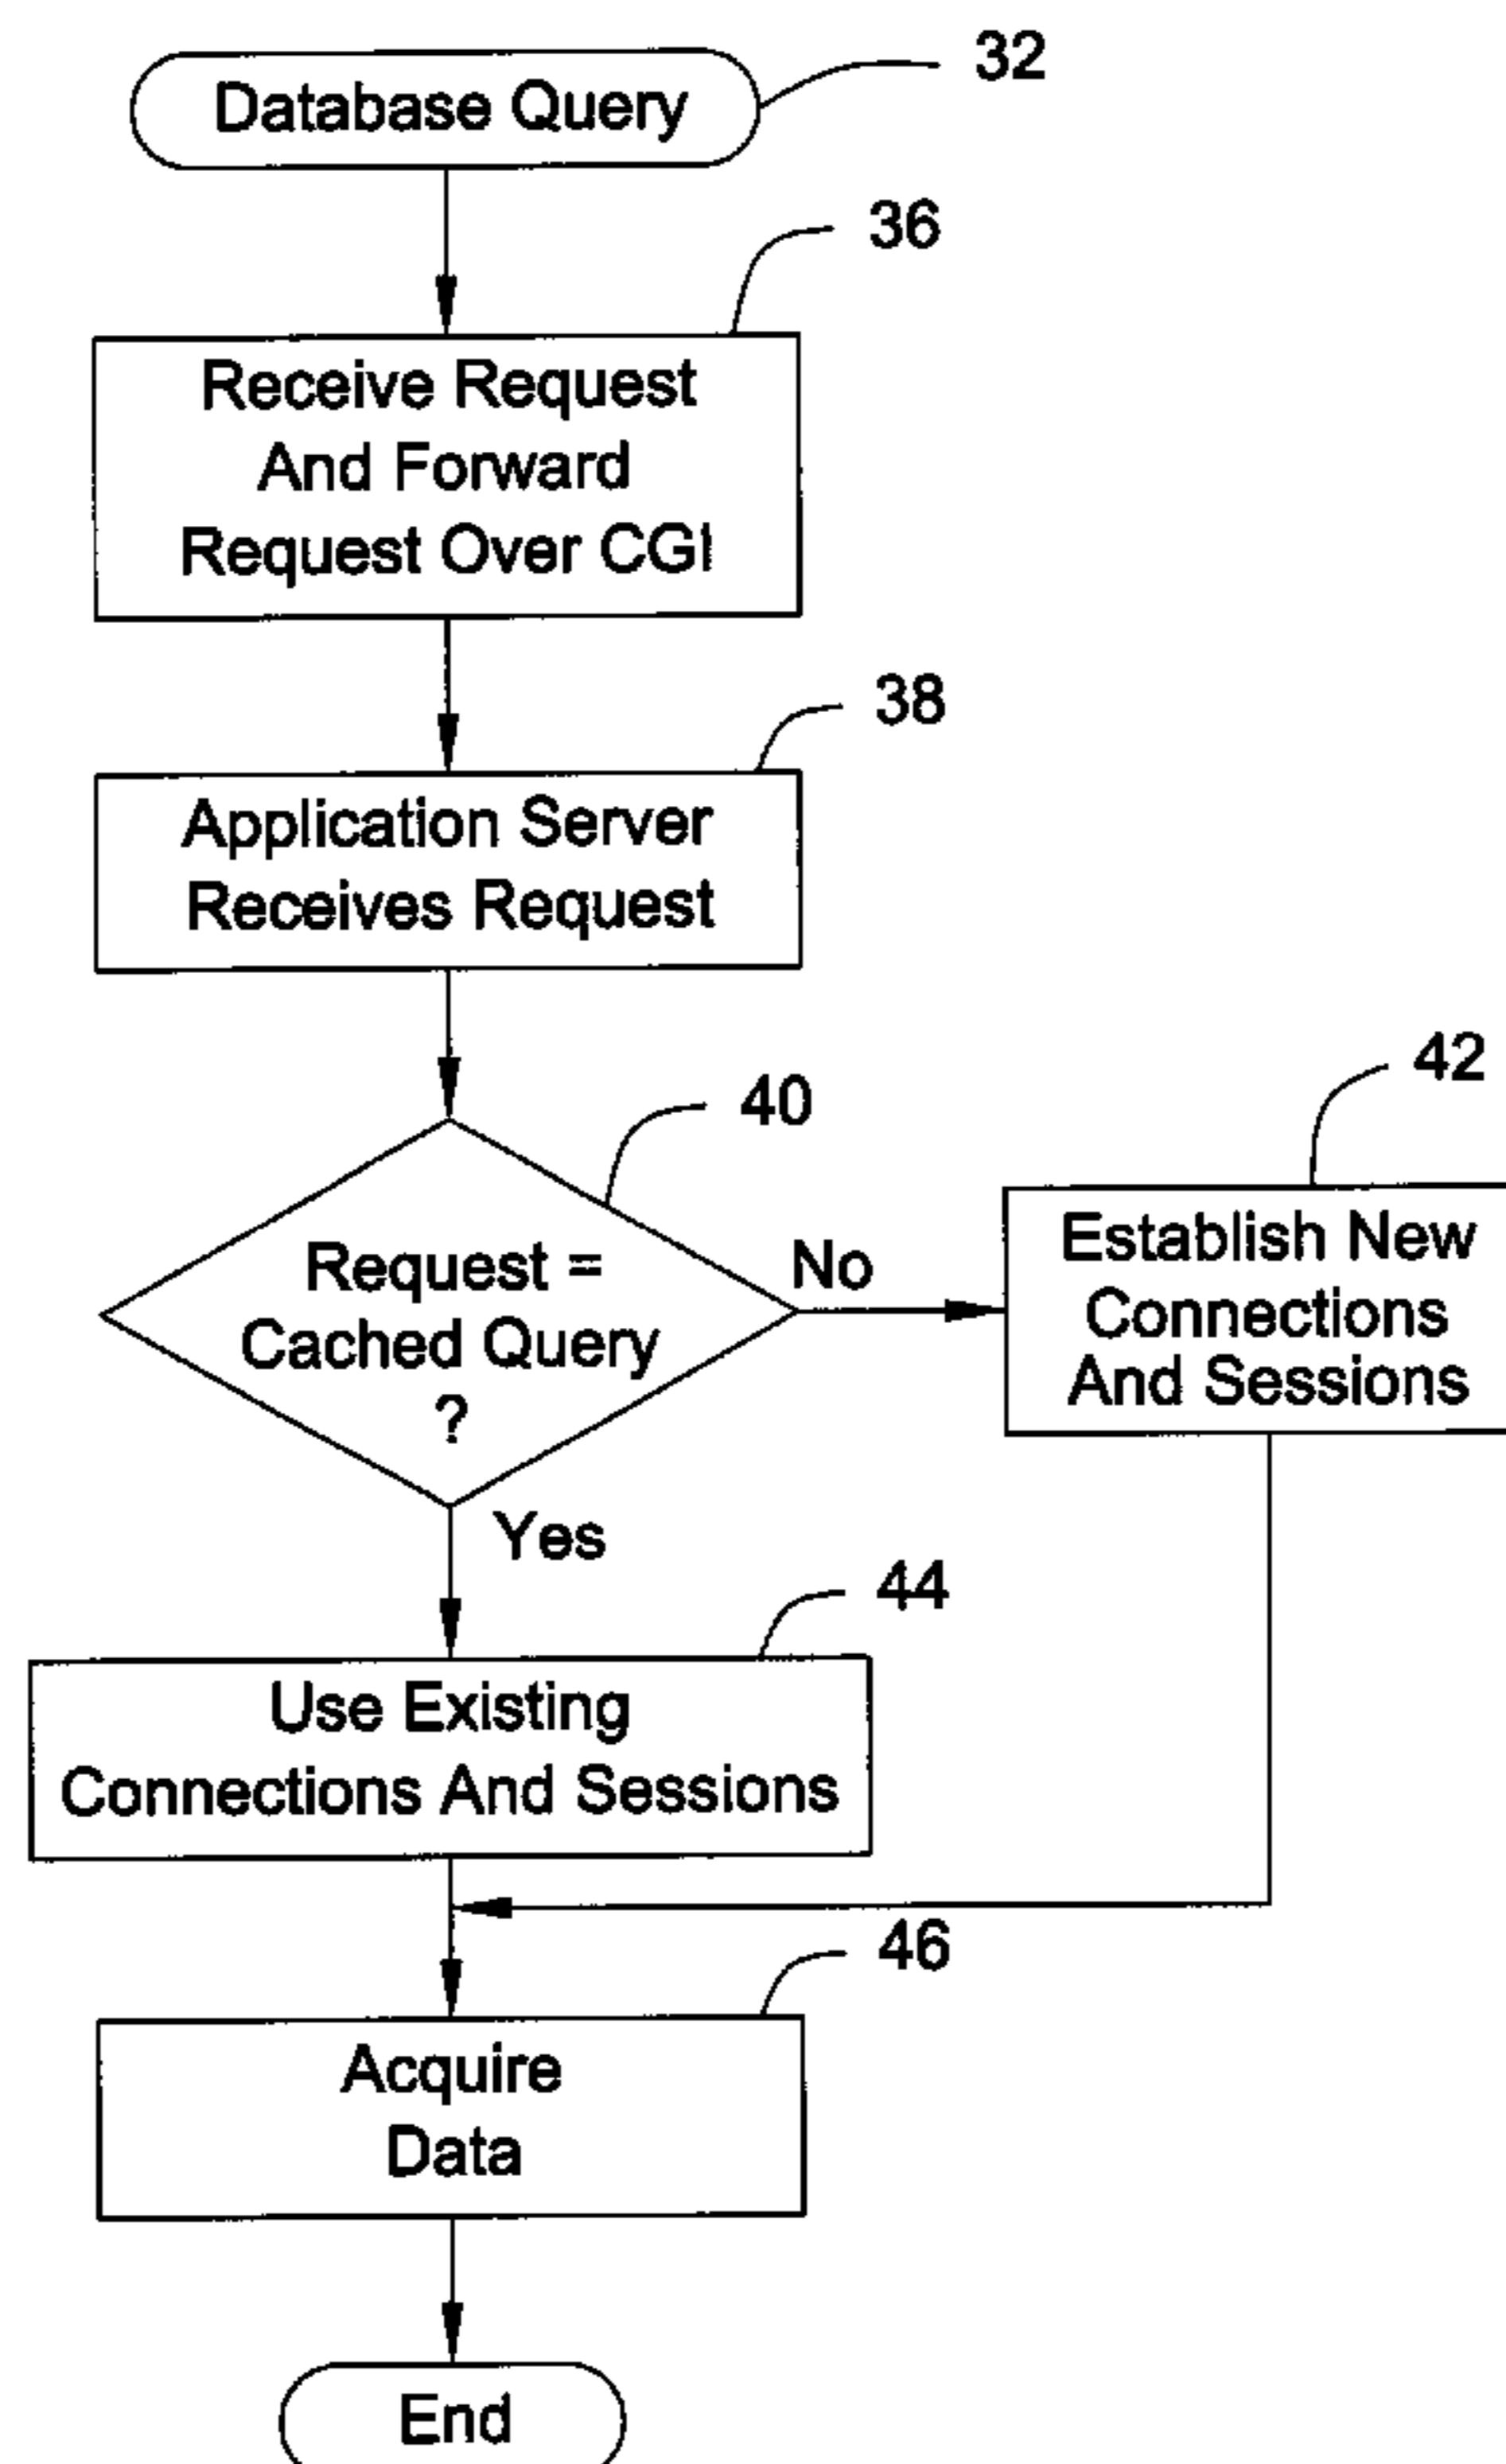 Database Query
32
36
Receive Request
And Forward
Request Over CGI
38
Application Server
Receives Request
40
Request =
Cached Query
?
No
42
Establish New
Connections
And Sessions
Yes
44
Use Existing
Connections And Sessions
46
Acquire
Data
End